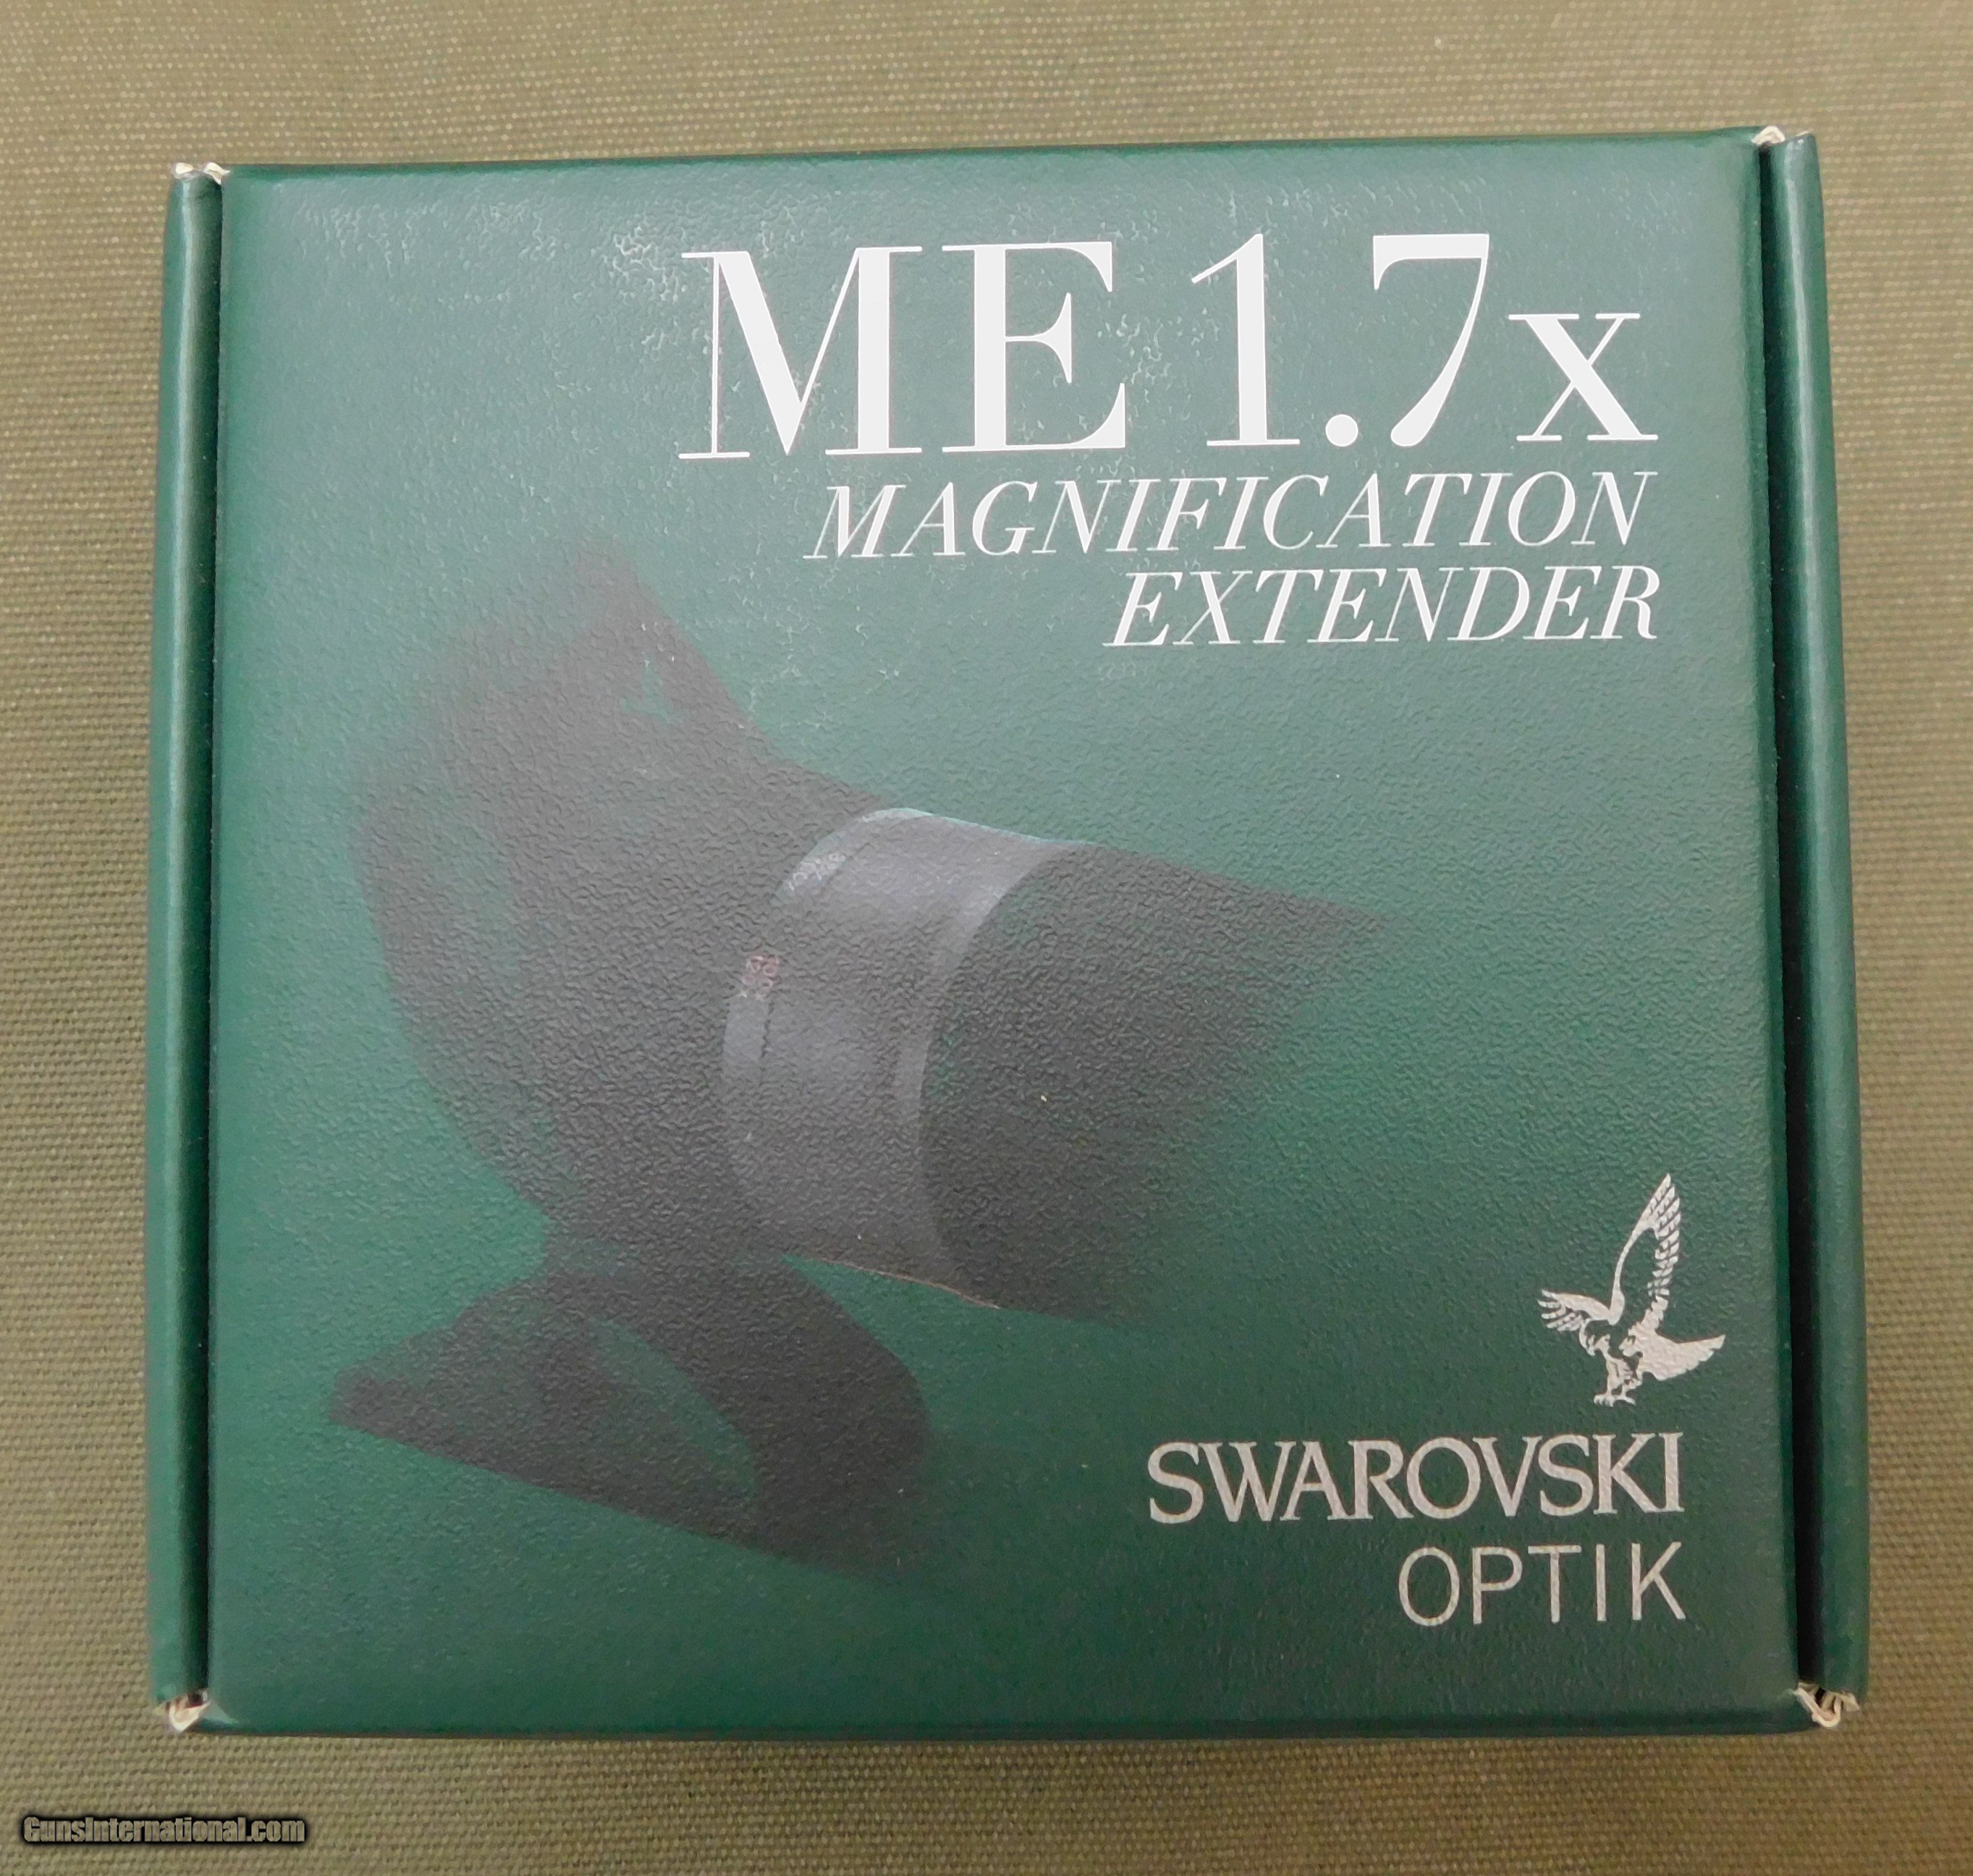 ME 1.7x
MAGNIFICATION
EXTENDER
SWAROVSKI
OPTIK
GunsInternational.com